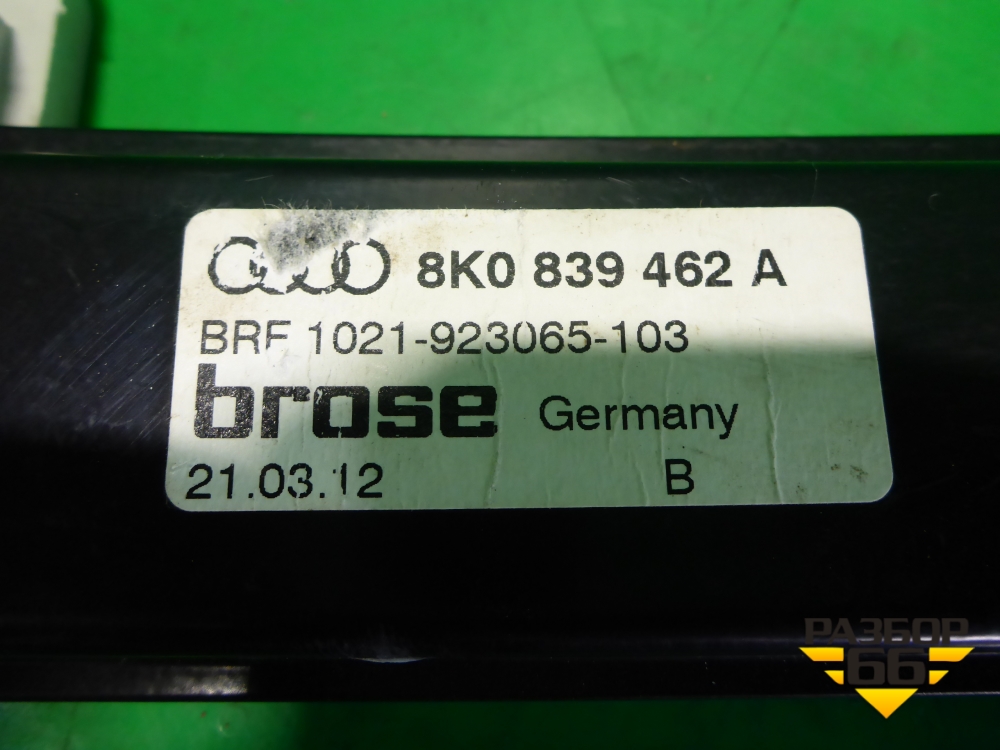 8K0 839 462 A
BRF 1021-923065-103
brose Germany
21.03.12 B
РАЗБОР
66